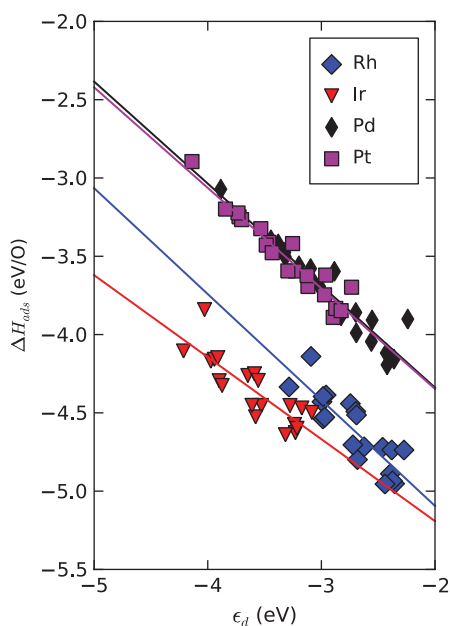 −2.0
−2.5
−3.0
−3.5
−4.0
−4.5
−5.0
−5.5
ΔH_ads (eV/O)
Rh
Ir
Pd
Pt
−5 −4 −3 −2
ϵ_d (eV)